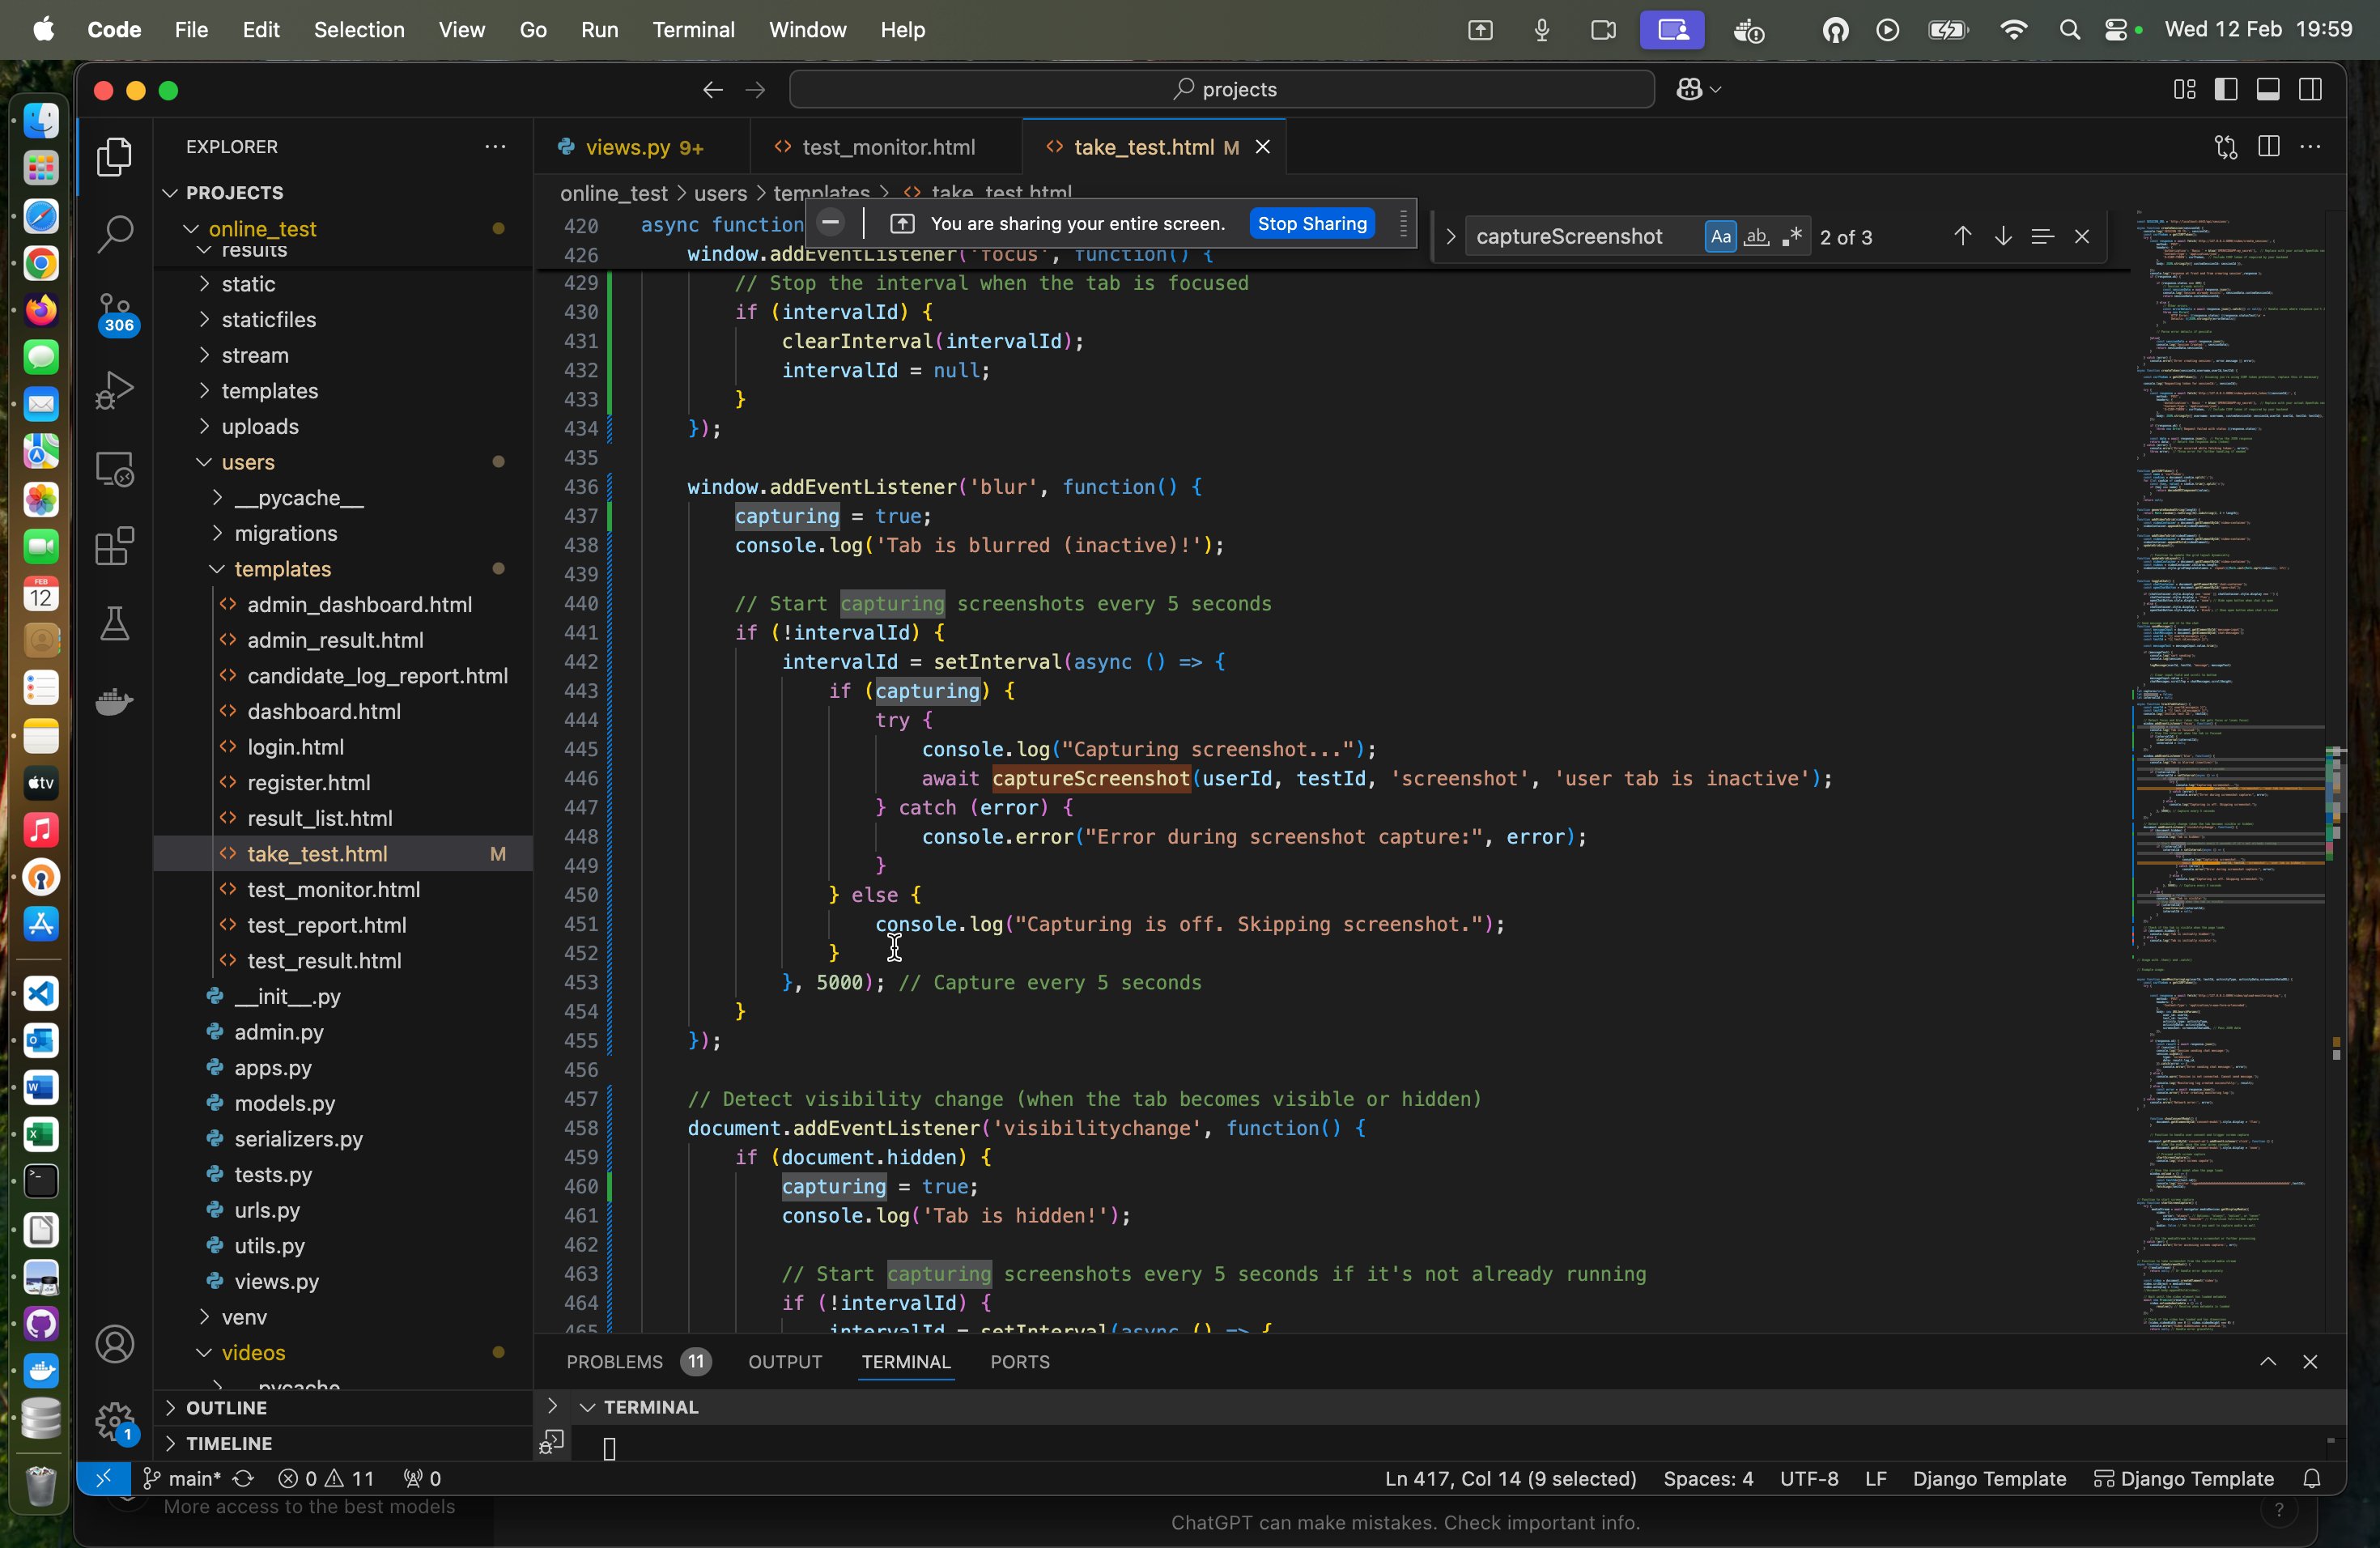 Code File Edit Selection View Go Run Terminal Window Help Wed 12 Feb 19:59
projects
EXPLORER
PROJECTS
online_test
results
static
staticfiles
stream
templates
uploads
users
__pycache__
migrations
templates
admin_dashboard.html
admin_result.html
candidate_log_report.html
dashboard.html
login.html
register.html
result_list.html
take_test.html M
test_monitor.html
test_report.html
test_result.html
__init__.py
admin.py
apps.py
models.py
serializers.py
tests.py
urls.py
utils.py
views.py
venv
videos
__pycache__
OUTLINE
TIMELINE
306
1
FEB
12
tv
views.py 9+ test_monitor.html take_test.html M
online_test > users > templates > take_test.html
You are sharing your entire screen. Stop Sharing
captureScreenshot Aa ab 2 of 3
420 async function
426 window.addEventListener('focus', function() {
429 // Stop the interval when the tab is focused
430 if (intervalId) {
431 clearInterval(intervalId);
432 intervalId = null;
433 }
434 });
435
436 window.addEventListener('blur', function() {
437 capturing = true;
438 console.log('Tab is blurred (inactive)!');
439
440 // Start capturing screenshots every 5 seconds
441 if (!intervalId) {
442 intervalId = setInterval(async () => {
443 if (capturing) {
444 try {
445 console.log("Capturing screenshot...");
446 await captureScreenshot(userId, testId, 'screenshot', 'user tab is inactive');
447 } catch (error) {
448 console.error("Error during screenshot capture:", error);
449 }
450 } else {
451 console.log("Capturing is off. Skipping screenshot.");
452 }
453 }, 5000); // Capture every 5 seconds
454 }
455 });
456
457 // Detect visibility change (when the tab becomes visible or hidden)
458 document.addEventListener('visibilitychange', function() {
459 if (document.hidden) {
460 capturing = true;
461 console.log('Tab is hidden!');
462
463 // Start capturing screenshots every 5 seconds if it's not already running
464 if (!intervalId) {
465 intervalId = setInterval(async () => {
PROBLEMS 11 OUTPUT TERMINAL PORTS
TERMINAL
main* 0 11 0 Ln 417, Col 14 (9 selected) Spaces: 4 UTF-8 LF Django Template Django Template
More access to the best models
ChatGPT can make mistakes. Check important info.
?